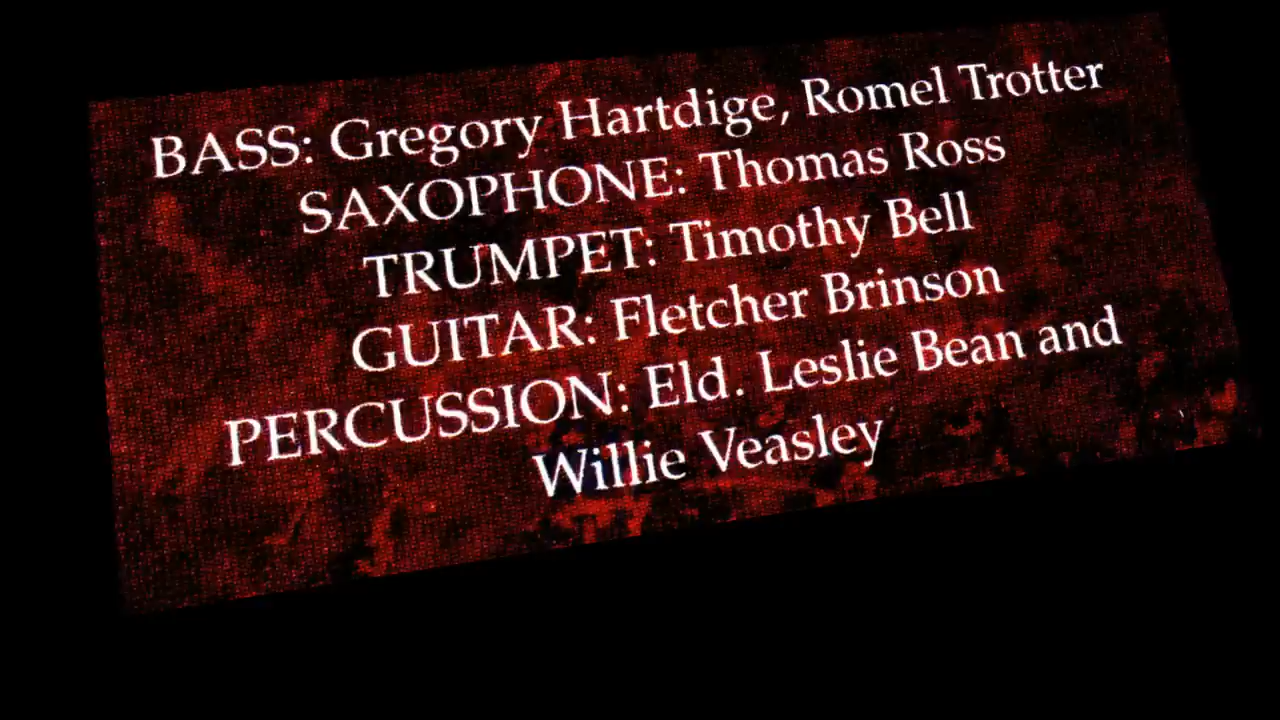 BASS: Gregory Hartdige, Romel Trotter
SAXOPHONE: Thomas Ross
TRUMPET: Timothy Bell
GUITAR: Fletcher Brinson
PERCUSSION: Eld. Leslie Bean and
Willie Veasley